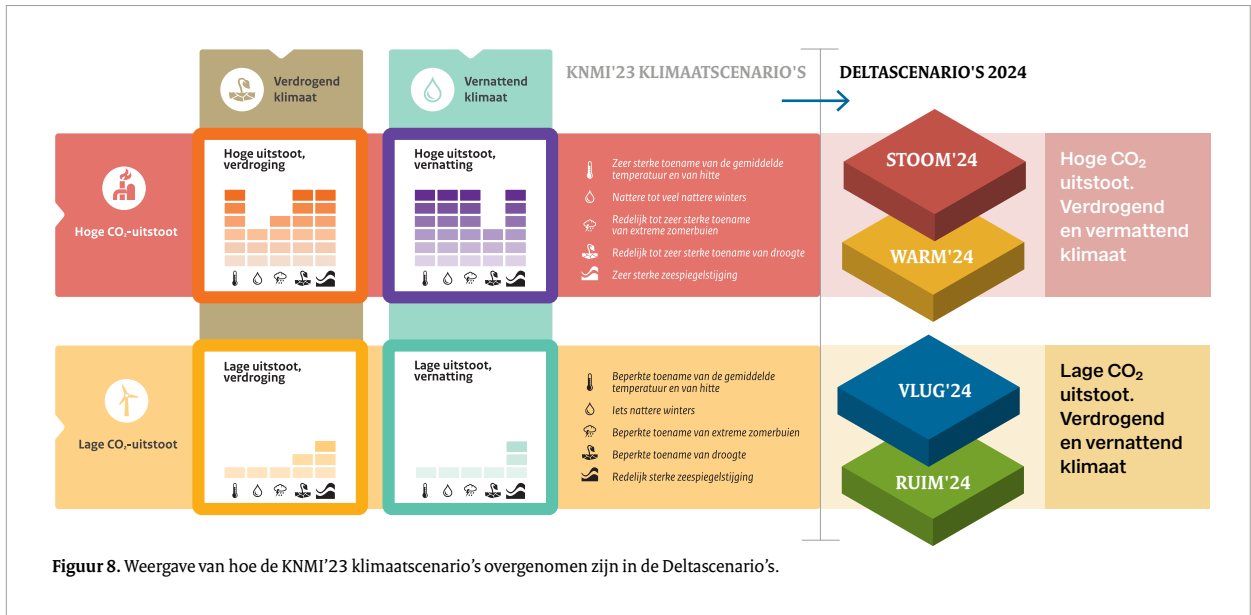 Verdrogend
klimaat
Vernattend
klimaat
KNMI'23 KLIMAATSCENARIO'S
DELTASCENARIO'S 2024
Hoge CO₂-uitstoot
Hoge uitstoot,
verdroging
Hoge uitstoot,
vernatting
Zeer sterke toename van de gemiddelde
temperatuur en van hitte
Nattere tot veel nattere winters
Redelijk tot zeer sterke toename
van extreme zomerbuien
Redelijk tot zeer sterke toename van droogte
Zeer sterke zeespiegelstijging
STOOM'24
WARM'24
Hoge CO₂
uitstoot.
Verdrogend
en vermattend
klimaat
Lage CO₂-uitstoot
Lage uitstoot,
verdroging
Lage uitstoot,
vernatting
Beperkte toename van de gemiddelde
temperatuur en van hitte
Iets nattere winters
Beperkte toename van extreme zomerbuien
Beperkte toename van droogte
Redelijk sterke zeespiegelstijging
VLUG'24
RUIM'24
Lage CO₂
uitstoot.
Verdrogend
en vernattend
klimaat
Figuur 8. Weergave van hoe de KNMI'23 klimaatscenario's overgenomen zijn in de Deltascenario's.